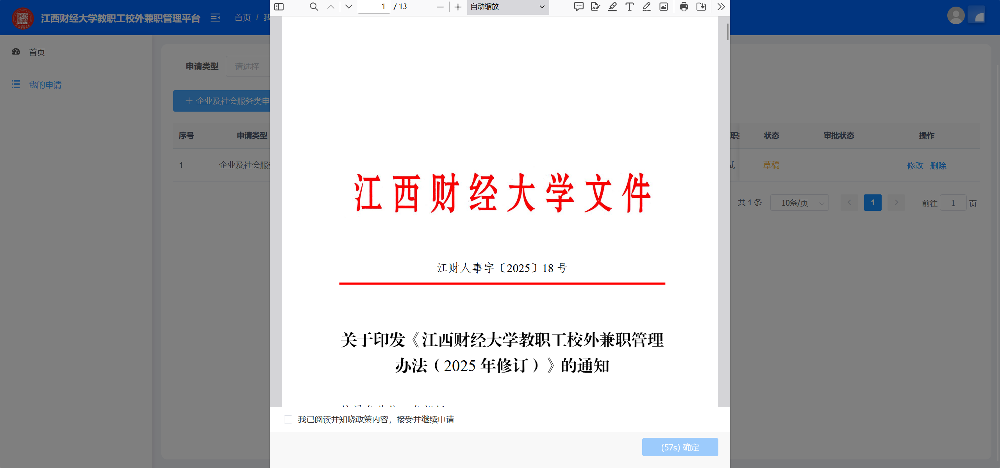 江西财经大学教职工校外兼职管理平台
首页 / 我
首页
我的申请
申请类型 请选择
+ 企业及社会服务类申
序号 申请类型
1 企业及社会服
1 / 13
自动缩放
江西财经大学文件
江财人事字〔2025〕18 号
关于印发《江西财经大学教职工校外兼职管理
办法（2025 年修订）》的通知
我已阅读并知晓政策内容，接受并继续申请
(57s) 确定
状态 审批状态 操作
草稿 修改 删除
共 1 条 10条/页 1 前往 1 页